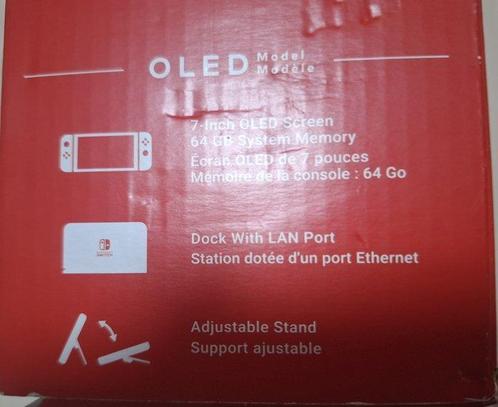 OLED Model
Modèle
7-Inch OLED Screen
64 GB System Memory
Écran OLED de 7 pouces
Mémoire de la console : 64 Go
Dock With LAN Port
Station dotée d'un port Ethernet
Adjustable Stand
Support ajustable